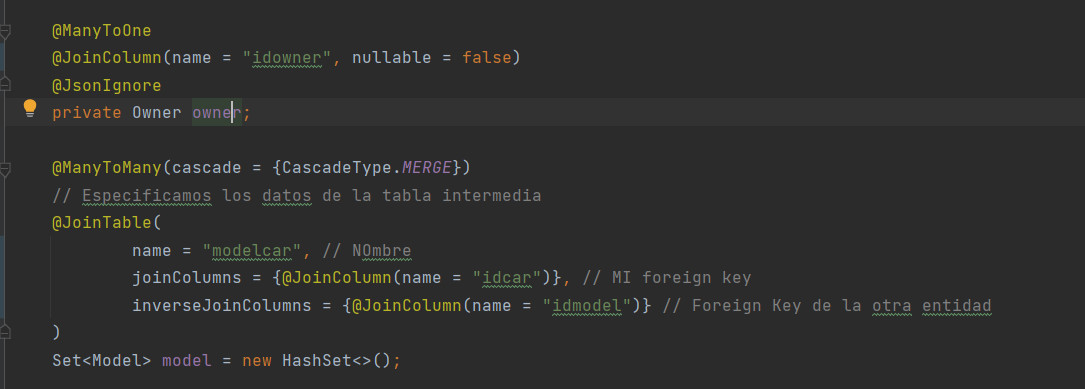 @ManyToOne
@JoinColumn(name = "idowner", nullable = false)
@JsonIgnore
private Owner owner;
@ManyToMany(cascade = {CascadeType.MERGE})
// Especificamos los datos de la tabla intermedia
@JoinTable(
name = "modelcar", // NOmbre
joinColumns = {@JoinColumn(name = "idcar")}, // MI foreign key
inverseJoinColumns = {@JoinColumn(name = "idmodel")} // Foreign Key de la otra entidad
)
Set<Model> model = new HashSet<>();